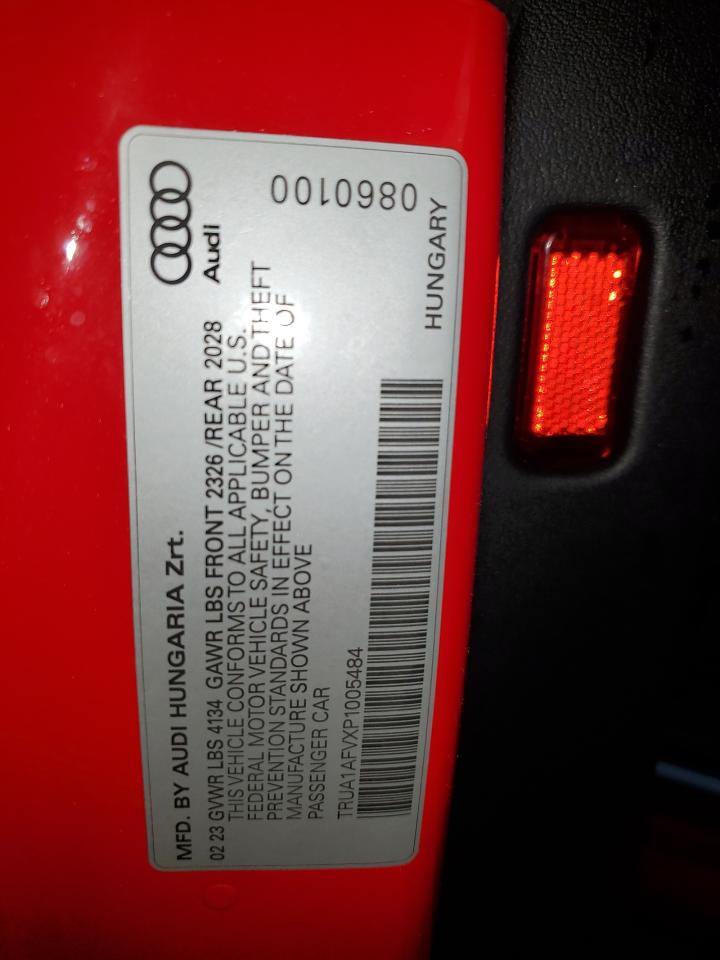 MFD. BY AUDI HUNGARIA Zrt.
Audi
02 23 GVWR LBS 4134 GAWR LBS FRONT 2326 /REAR 2028
THIS VEHICLE CONFORMS TO ALL APPLICABLE U.S.
FEDERAL MOTOR VEHICLE SAFETY, BUMPER AND THEFT
PREVENTION STANDARDS IN EFFECT ON THE DATE OF
MANUFACTURE SHOWN ABOVE
PASSENGER CAR
0860100
TRUA1AFVXP1005484
HUNGARY